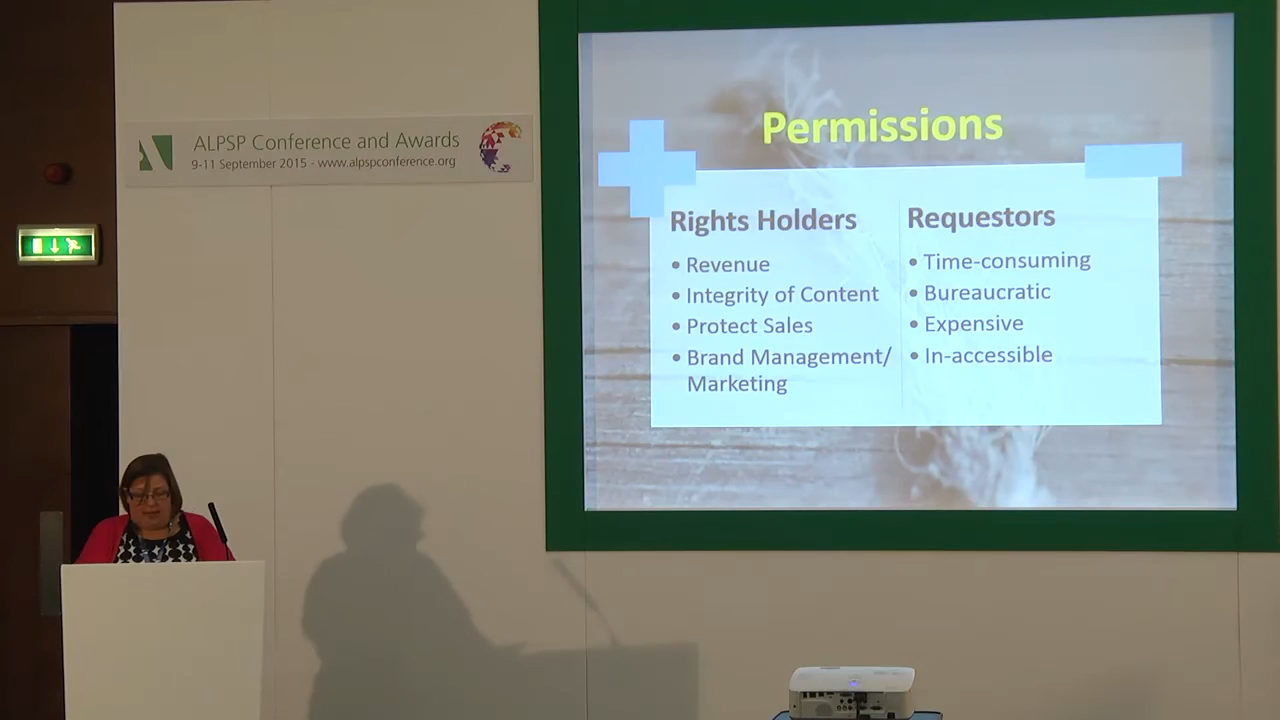 ALPSP Conference and Awards
9-11 September 2015 - www.alpspconference.org
Permissions
Rights Holders
• Revenue
• Integrity of Content
• Protect Sales
• Brand Management/
Marketing
Requestors
• Time-consuming
• Bureaucratic
• Expensive
• In-accessible